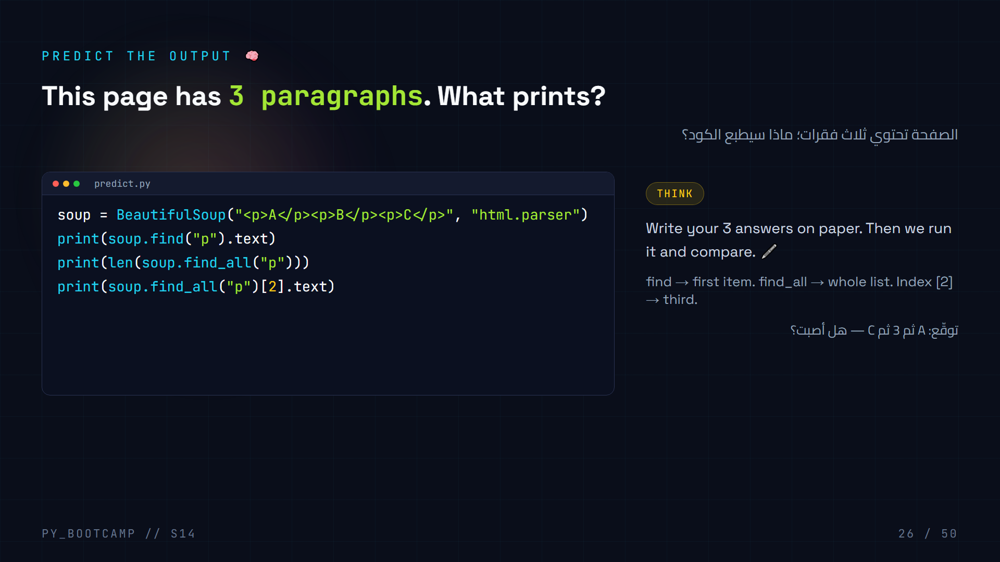 PREDICT THE OUTPUT 🧠
This page has 3 paragraphs. What prints?
الصفحة تحتوي ثلاث فقرات؛ ماذا سيطبع الكود؟
predict.py
soup = BeautifulSoup("<p>A</p><p>B</p><p>C</p>", "html.parser")
print(soup.find("p").text)
print(len(soup.find_all("p")))
print(soup.find_all("p")[2].text)
THINK
Write your 3 answers on paper. Then we run
it and compare. 🖊️
find → first item. find_all → whole list. Index [2]
→ third.
توقّع: A ثم 3 ثم C — هل أصبت؟
PY_BOOTCAMP // S14
26 / 50